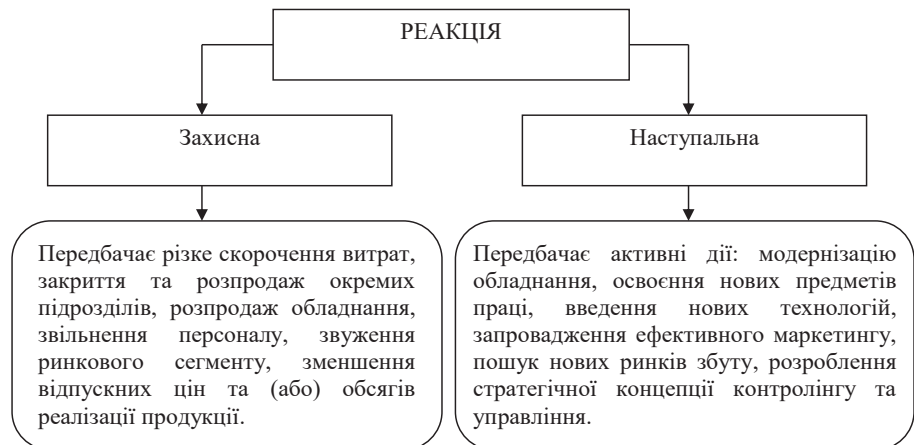 РЕАКЦІЯ
Захисна
Наступальна
Передбачає різке скорочення витрат,
закриття та розпродаж окремих
підрозділів, розпродаж обладнання,
звільнення персоналу, звуження
ринкового сегменту, зменшення
відпускних цін та (або) обсягів
реалізації продукції.
Передбачає активні дії: модернізацію
обладнання, освоєння нових предметів
праці, введення нових технологій,
запровадження ефективного маркетингу,
пошук нових ринків збуту, розроблення
стратегічної концепції контролінгу та
управління.